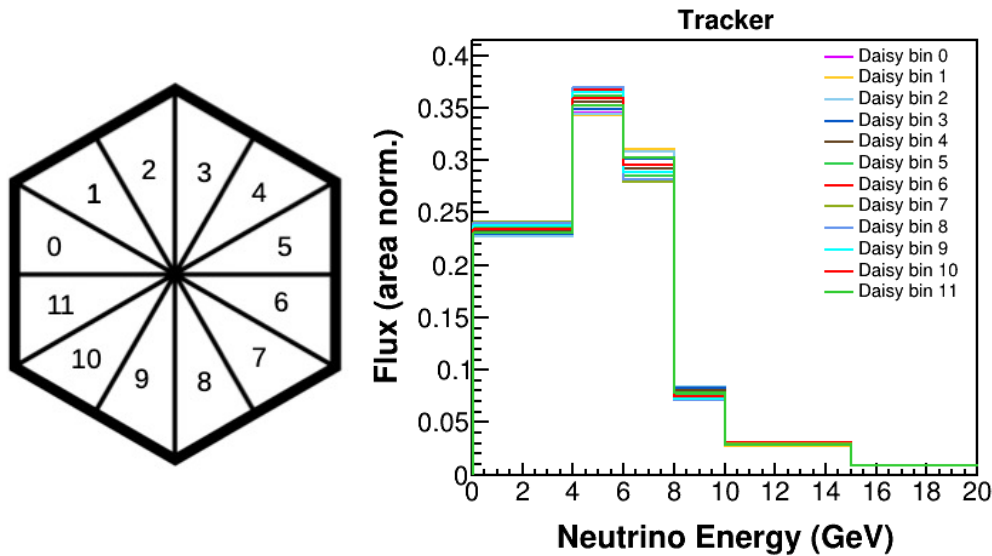 0
1
2
3
4
5
6
7
8
9
10
11
Tracker
Flux (area norm.)
0.4
0.35
0.3
0.25
0.2
0.15
0.1
0.05
0
Daisy bin 0
Daisy bin 1
Daisy bin 2
Daisy bin 3
Daisy bin 4
Daisy bin 5
Daisy bin 6
Daisy bin 7
Daisy bin 8
Daisy bin 9
Daisy bin 10
Daisy bin 11
0 2 4 6 8 10 12 14 16 18 20
Neutrino Energy (GeV)